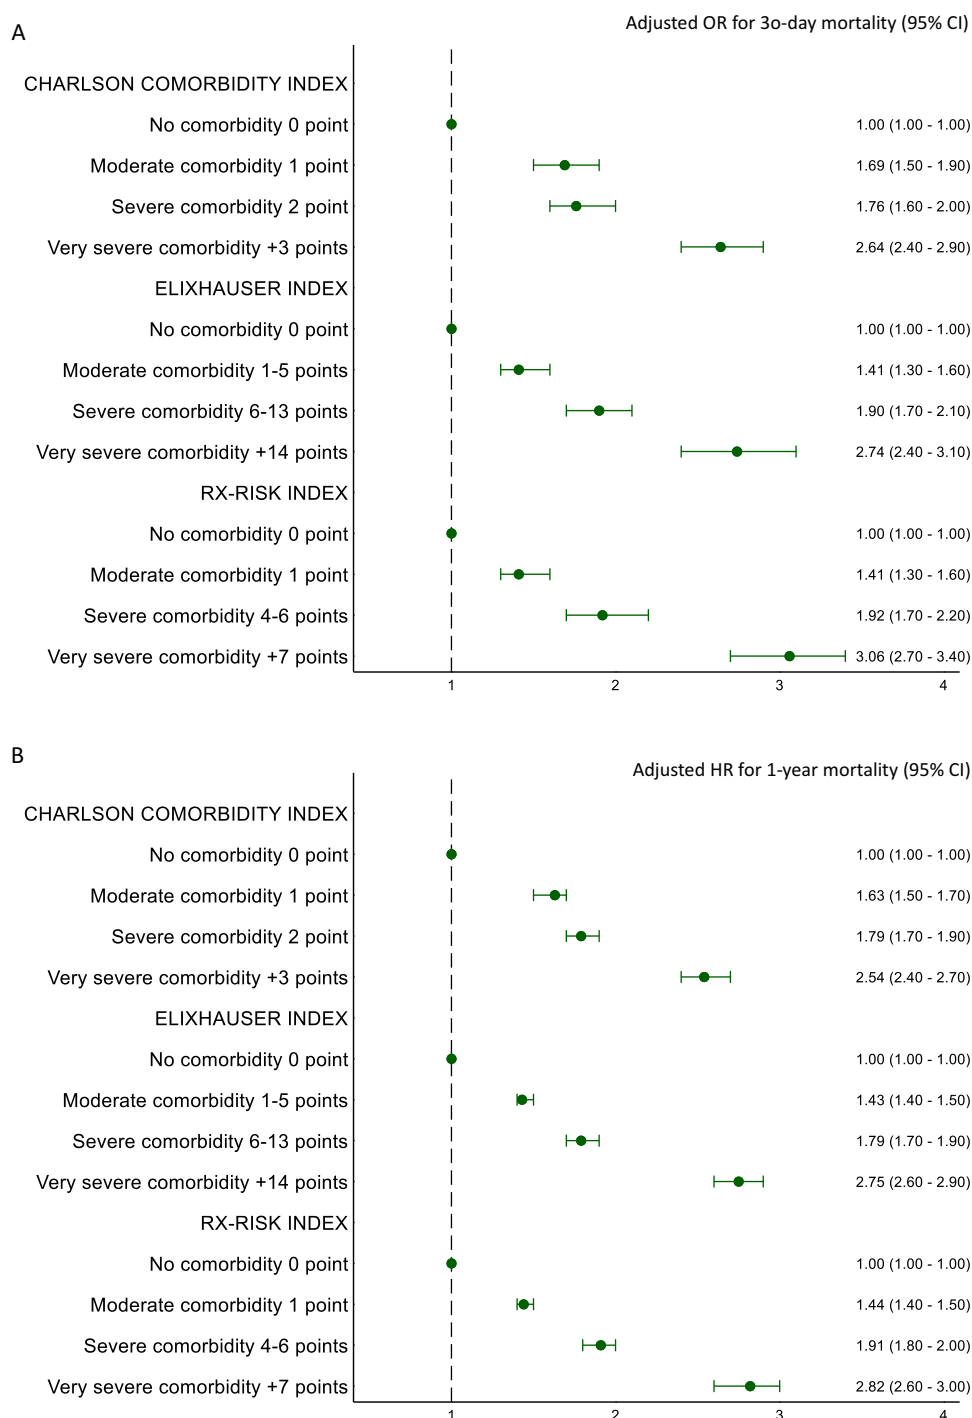 A
Adjusted OR for 3o-day mortality (95% CI)
CHARLSON COMORBIDITY INDEX
No comorbidity 0 point 1.00 (1.00 - 1.00)
Moderate comorbidity 1 point 1.69 (1.50 - 1.90)
Severe comorbidity 2 point 1.76 (1.60 - 2.00)
Very severe comorbidity +3 points 2.64 (2.40 - 2.90)
ELIXHAUSER INDEX
No comorbidity 0 point 1.00 (1.00 - 1.00)
Moderate comorbidity 1-5 points 1.41 (1.30 - 1.60)
Severe comorbidity 6-13 points 1.90 (1.70 - 2.10)
Very severe comorbidity +14 points 2.74 (2.40 - 3.10)
RX-RISK INDEX
No comorbidity 0 point 1.00 (1.00 - 1.00)
Moderate comorbidity 1 point 1.41 (1.30 - 1.60)
Severe comorbidity 4-6 points 1.92 (1.70 - 2.20)
Very severe comorbidity +7 points 3.06 (2.70 - 3.40)
1 2 3 4
B
Adjusted HR for 1-year mortality (95% CI)
CHARLSON COMORBIDITY INDEX
No comorbidity 0 point 1.00 (1.00 - 1.00)
Moderate comorbidity 1 point 1.63 (1.50 - 1.70)
Severe comorbidity 2 point 1.79 (1.70 - 1.90)
Very severe comorbidity +3 points 2.54 (2.40 - 2.70)
ELIXHAUSER INDEX
No comorbidity 0 point 1.00 (1.00 - 1.00)
Moderate comorbidity 1-5 points 1.43 (1.40 - 1.50)
Severe comorbidity 6-13 points 1.79 (1.70 - 1.90)
Very severe comorbidity +14 points 2.75 (2.60 - 2.90)
RX-RISK INDEX
No comorbidity 0 point 1.00 (1.00 - 1.00)
Moderate comorbidity 1 point 1.44 (1.40 - 1.50)
Severe comorbidity 4-6 points 1.91 (1.80 - 2.00)
Very severe comorbidity +7 points 2.82 (2.60 - 3.00)
1 2 3 4